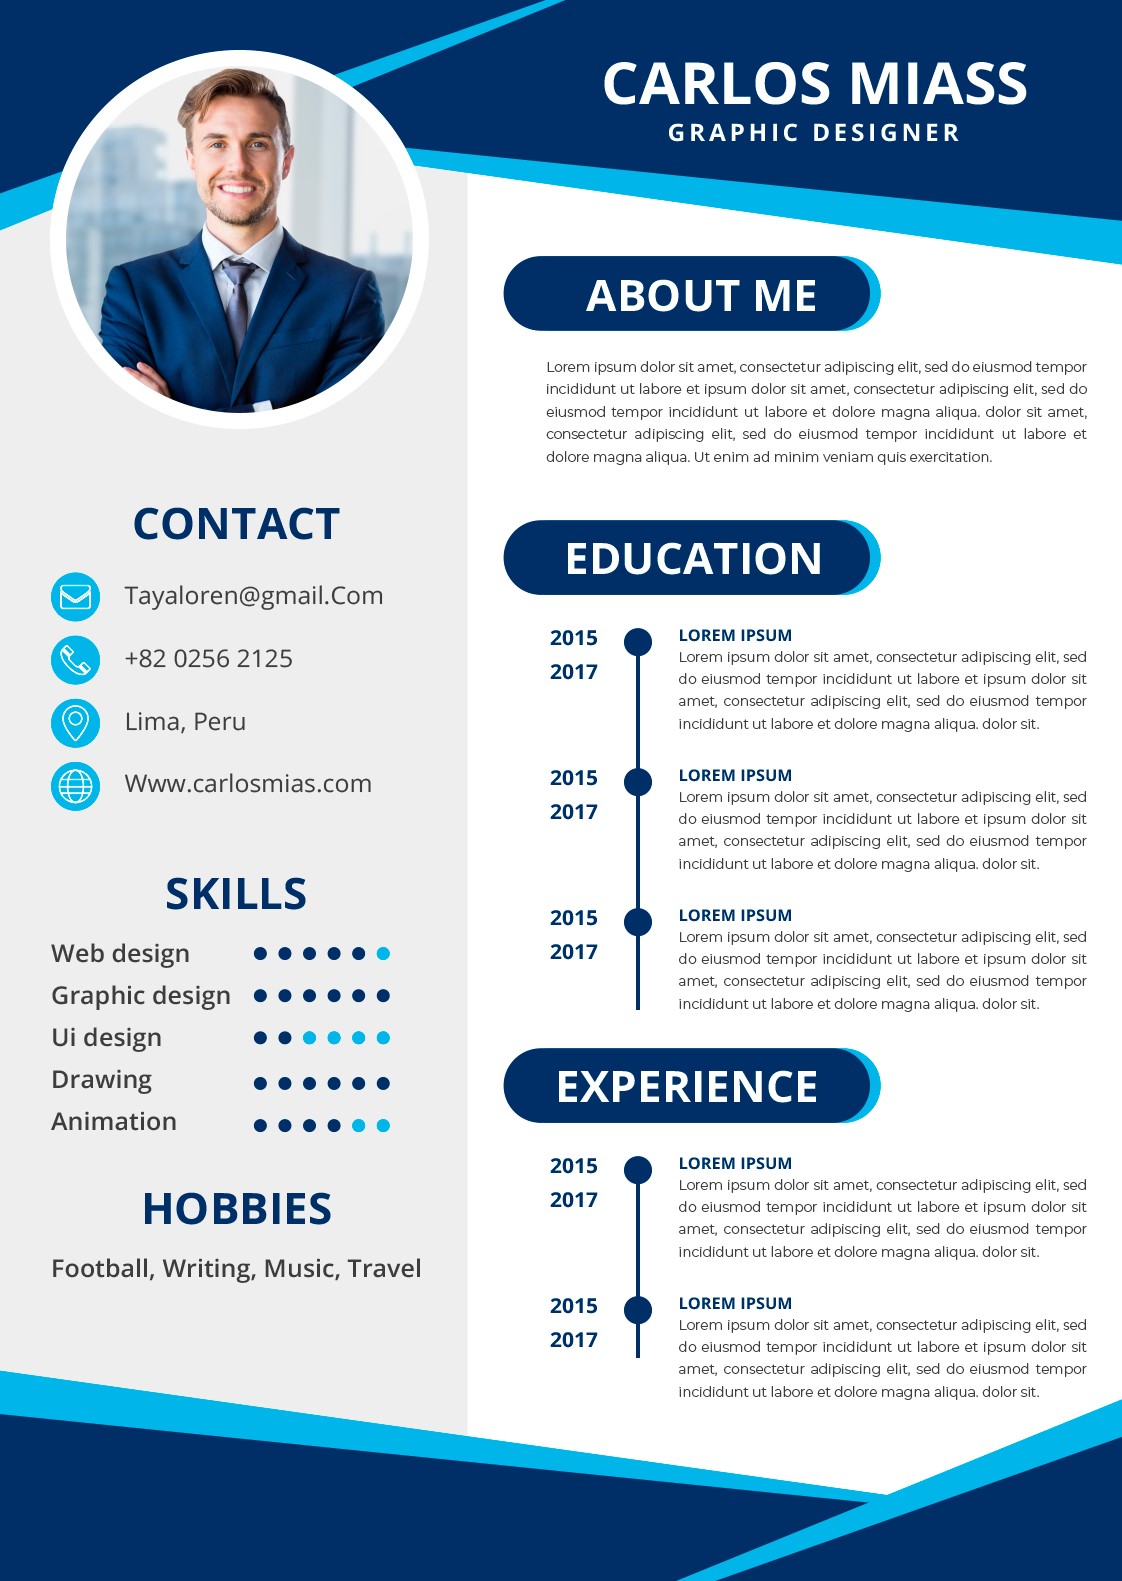 CARLOS MIASS
GRAPHIC DESIGNER
CONTACT
Tayaloren@gmail.Com
+82 0256 2125
Lima, Peru
Www.carlosmias.com
SKILLS
Web design
Graphic design
Ui design
Drawing
Animation
HOBBIES
Football, Writing, Music, Travel
ABOUT ME
Lorem ipsum dolor sit amet, consectetur adipiscing elit, sed do eiusmod tempor
incididunt ut labore et ipsum dolor sit amet, consectetur adipiscing elit, sed do
eiusmod tempor incididunt ut labore et dolore magna aliqua. dolor sit amet,
consectetur adipiscing elit, sed do eiusmod tempor incididunt ut labore et
dolore magna aliqua. Ut enim ad minim veniam quis exercitation.
EDUCATION
2015
2017
LOREM IPSUM
Lorem ipsum dolor sit amet, consectetur adipiscing elit, sed
do eiusmod tempor incididunt ut labore et ipsum dolor sit
amet, consectetur adipiscing elit, sed do eiusmod tempor
incididunt ut labore et dolore magna aliqua. dolor sit.
2015
2017
LOREM IPSUM
Lorem ipsum dolor sit amet, consectetur adipiscing elit, sed
do eiusmod tempor incididunt ut labore et ipsum dolor sit
amet, consectetur adipiscing elit, sed do eiusmod tempor
incididunt ut labore et dolore magna aliqua. dolor sit.
2015
2017
LOREM IPSUM
Lorem ipsum dolor sit amet, consectetur adipiscing elit, sed
do eiusmod tempor incididunt ut labore et ipsum dolor sit
amet, consectetur adipiscing elit, sed do eiusmod tempor
incididunt ut labore et dolore magna aliqua. dolor sit.
EXPERIENCE
2015
2017
LOREM IPSUM
Lorem ipsum dolor sit amet, consectetur adipiscing elit, sed
do eiusmod tempor incididunt ut labore et ipsum dolor sit
amet, consectetur adipiscing elit, sed do eiusmod tempor
incididunt ut labore et dolore magna aliqua. dolor sit.
2015
2017
LOREM IPSUM
Lorem ipsum dolor sit amet, consectetur adipiscing elit, sed
do eiusmod tempor incididunt ut labore et ipsum dolor sit
amet, consectetur adipiscing elit, sed do eiusmod tempor
incididunt ut labore et dolore magna aliqua. dolor sit.